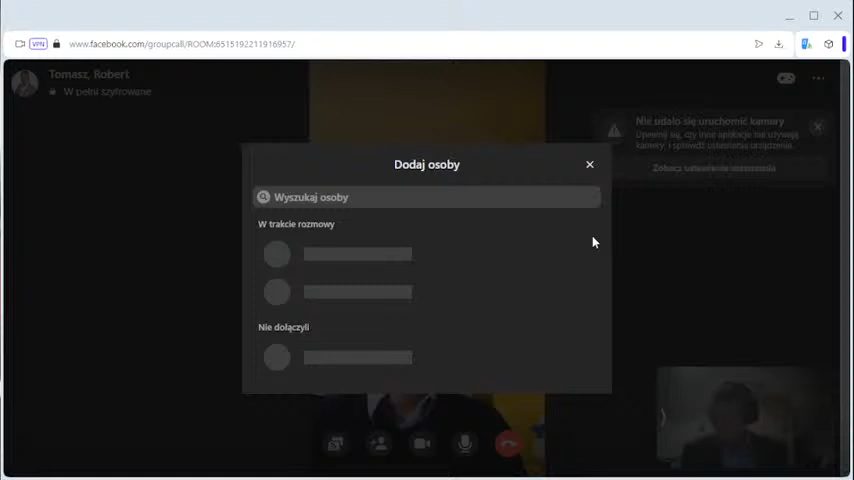 VPN
www.facebook.com/groupcall/ROOM:6515192211916957/
Tomasz, Robert
W pełni szyfrowane
Nie udało się uruchomić kamery
Upewnij się, czy inne aplikacje nie używają
kamery, i sprawdź ustawienia urządzenia.
Zobacz ustawienia
Dodaj osoby
Wyszukaj osoby
W trakcie rozmowy
Nie dołączyli